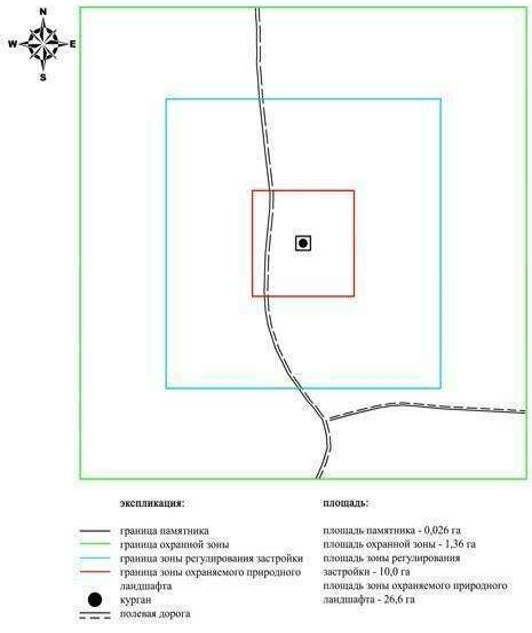 N
W E
S
экспликация:
граница памятника
граница охранной зоны
граница зоны регулирования застройки
граница зоны охраняемого природного
ландшафта
курган
полевая дорога
площадь:
площадь памятника - 0,026 га
площадь охранной зоны - 1,36 га
площадь зоны регулирования
застройки - 10,0 га
площадь зоны охраняемого природного
ландшафта - 26,6 га